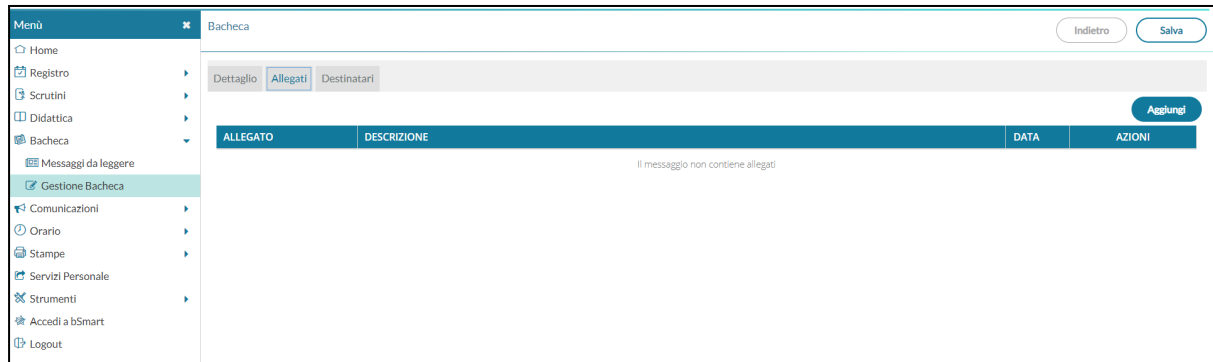 Menù
Bacheca
Indietro
Salva
Home
Registro
Scrutini
Didattica
Bacheca
Messaggi da leggere
Gestione Bacheca
Comunicazioni
Orario
Stampe
Servizi Personale
Strumenti
Accedi a bSmart
Logout
Dettaglio Allegati Destinatari
Aggiungi
ALLEGATO DESCRIZIONE DATA AZIONI
Il messaggio non contiene allegati